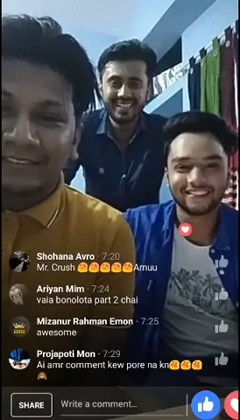 Shohana Avro · 7:20
Mr. Crush 😍😍😍😍😍Amuu
Ariyan Mim · 7:24
vaia bonolota part 2 chai
Mizanur Rahman Emon · 7:25
awesome
Projapoti Mon · 7:29
Ai amr comment kew pore na kn
SHARE
Write a comment...